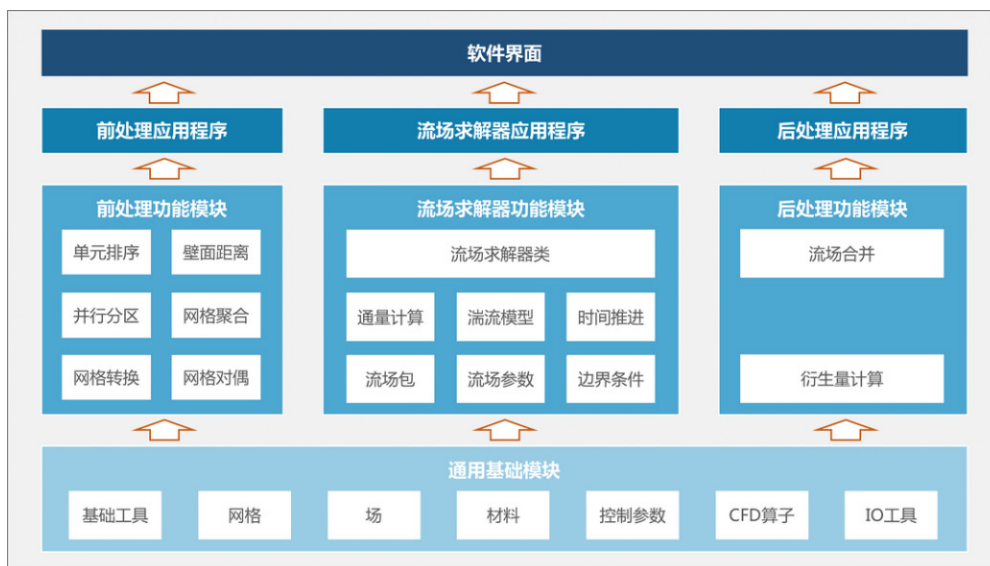 软件界面
前处理应用程序
流场求解器应用程序
后处理应用程序
前处理功能模块
单元排序
壁面距离
并行分区
网格聚合
网格转换
网格对偶
流场求解器功能模块
流场求解器类
通量计算
湍流模型
时间推进
流场包
流场参数
边界条件
后处理功能模块
流场合并
衍生量计算
通用基础模块
基础工具
网格
场
材料
控制参数
CFD算子
IO工具